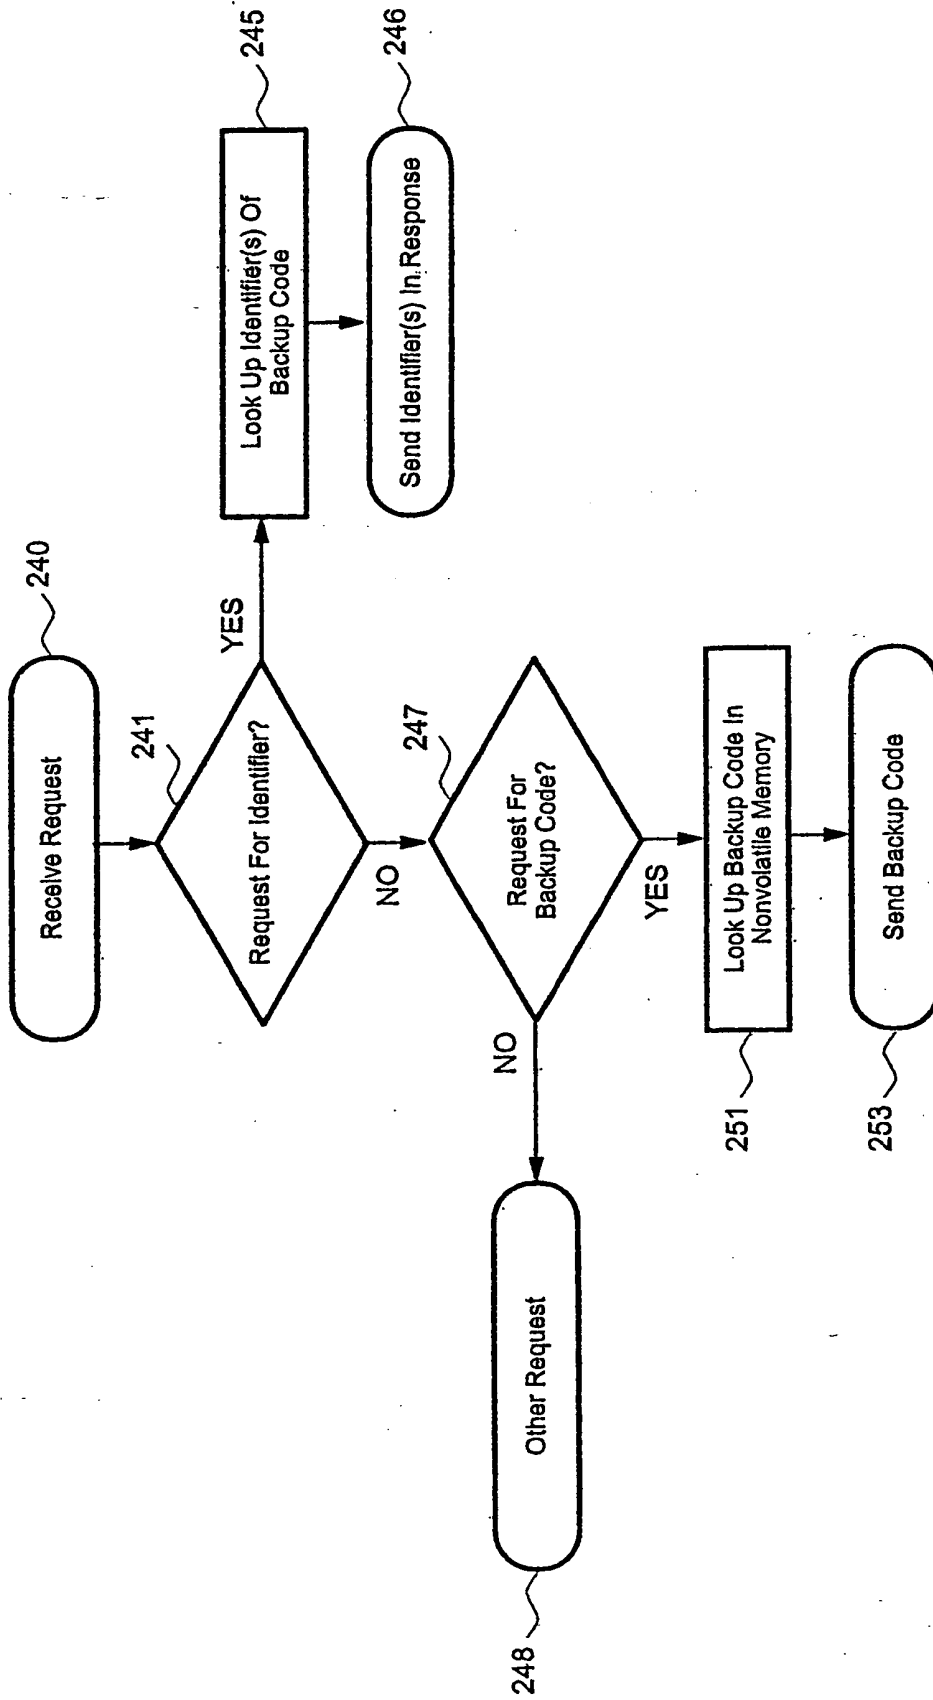 Receive Request
240
Request For Identifier?
241
YES
Look Up Identifier(s) Of
Backup Code
245
Send Identifier(s) In Response
246
NO
Request For
Backup Code?
247
NO
Other Request
248
YES
Look Up Backup Code In
Nonvolatile Memory
251
Send Backup Code
253